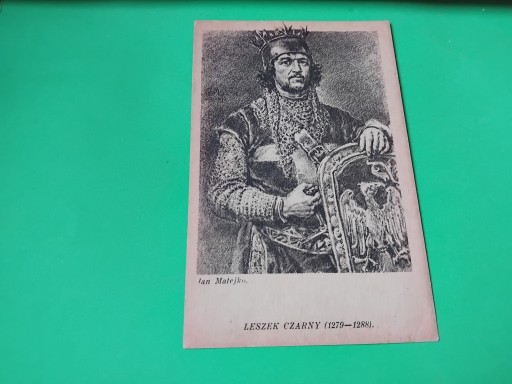 Jan Matejko.
LESZEK CZARNY (1279—1288).